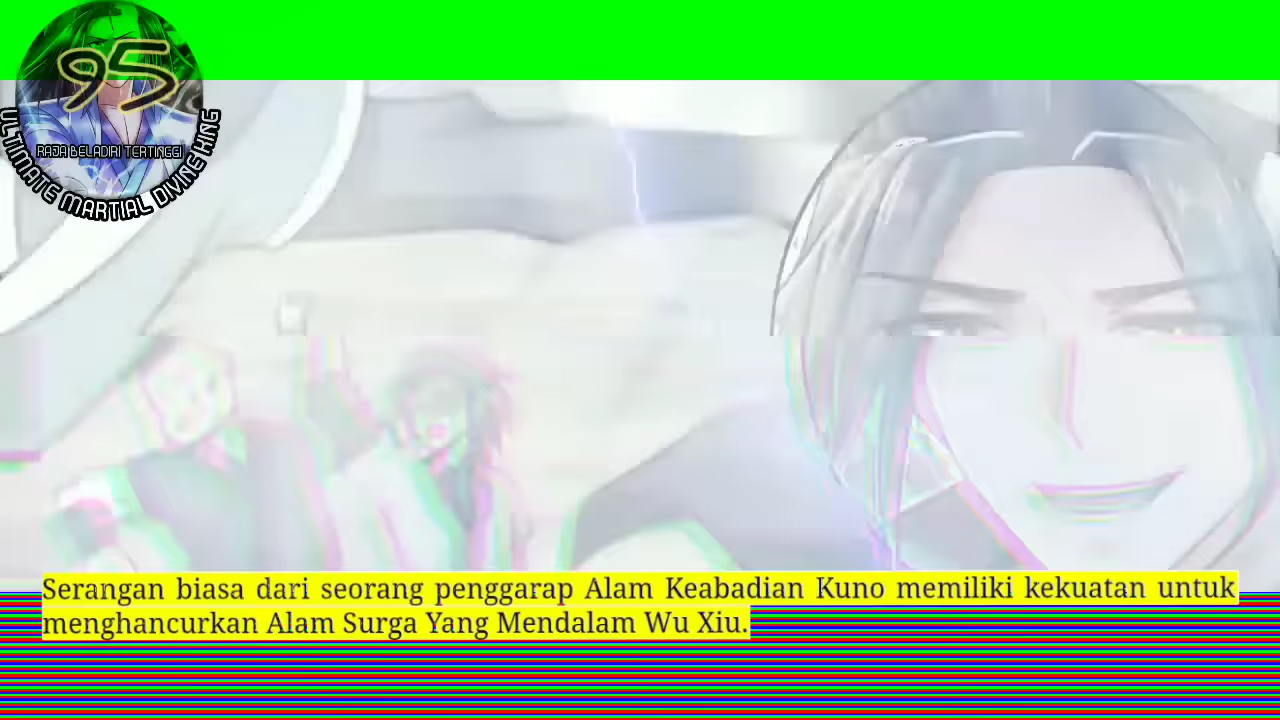 95
RAJA BELADIRI TERTINGGI
ULTIMATE MARTIAL DIVINE KING
Serangan biasa dari seorang penggarap Alam Keabadian Kuno memiliki kekuatan untuk
menghancurkan Alam Surga Yang Mendalam Wu Xiu.